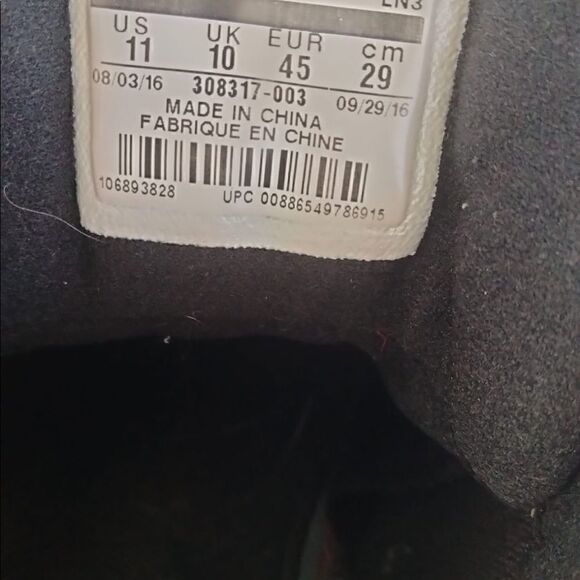 LN3
US UK EUR cm
11 10 45 29
08/03/16 308317-003 09/29/16
MADE IN CHINA
FABRIQUE EN CHINE
106893828 UPC 00886549786915